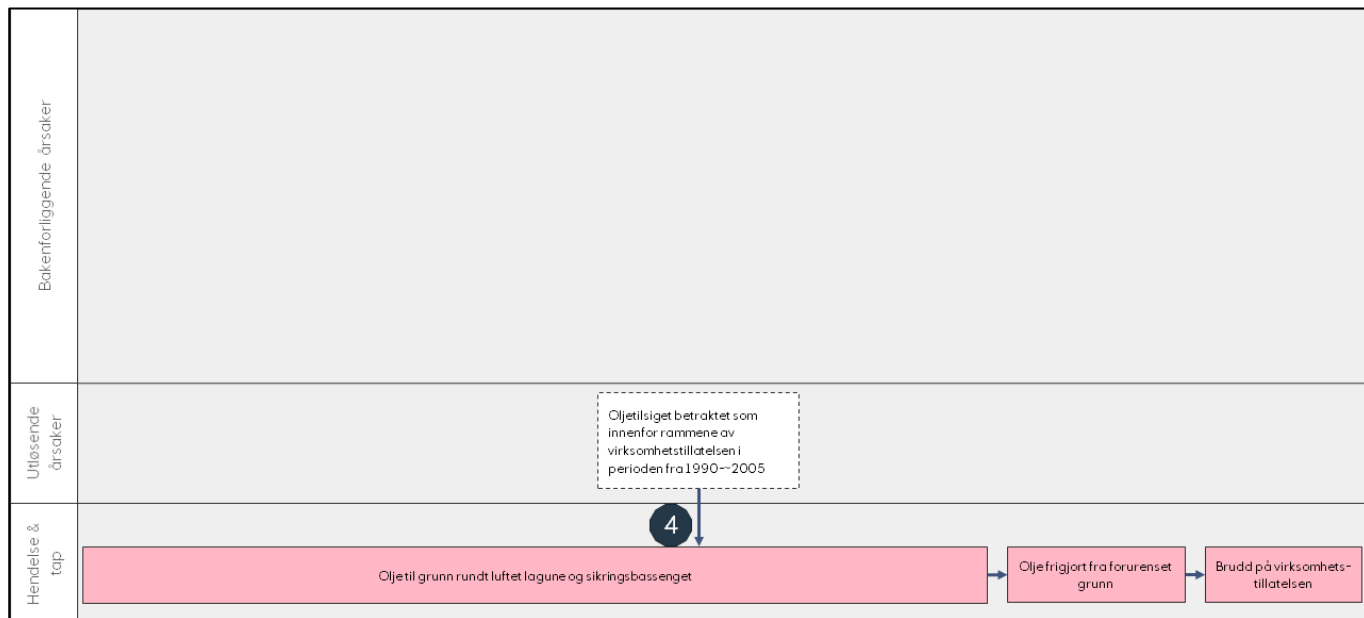 Bakenforliggende årsaker
Utløsende
årsaker
Oljetilsiget betraktet som
innenfor rammene av
virksomhetstillatelsen i
perioden fra 1990-~2005
Hendelse &
tap
4
Olje til grunn rundt luftet lagune og sikringsbassenget
Olje frigjort fra forurenset
grunn
Brudd på virksomhets-
tillatelsen